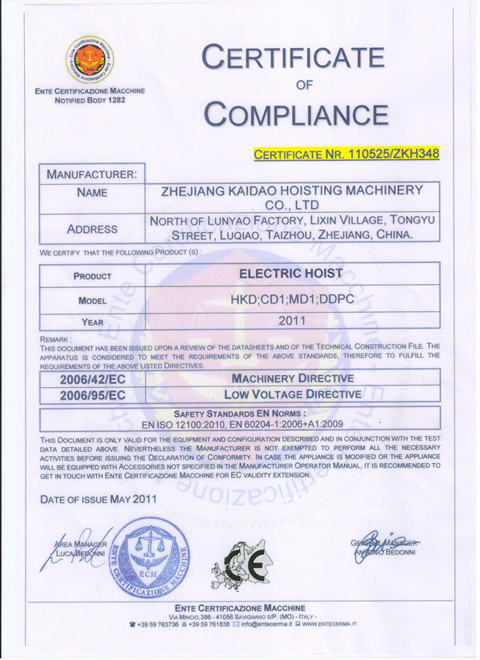 Ente Certificazione Macchine
ENTE CERTIFICAZIONE MACCHINE
NOTIFIED BODY 1282
CERTIFICATE
OF
COMPLIANCE
CERTIFICATE NR. 110525/ZKH348
MANUFACTURER:
NAME
ZHEJIANG KAIDAO HOISTING MACHINERY
CO., LTD
ADDRESS
NORTH OF LUNYAO FACTORY, LIXIN VILLAGE, TONGYU
STREET, LUQIAO, TAIZHOU, ZHEJIANG, CHINA.
WE CERTIFY THAT THE FOLLOWING PRODUCT (S) :
PRODUCT
ELECTRIC HOIST
MODEL
HKD;CD1;MD1;DDPC
YEAR
2011
REMARK :
THIS DOCUMENT HAS BEEN ISSUED UPON A REVIEW OF THE DATASHEETS AND OF THE TECHNICAL CONSTRUCTION FILE. THE
APPARATUS IS CONSIDERED TO MEET THE REQUIREMENTS OF THE ABOVE STANDARDS, THEREFORE TO FULFILL THE
REQUIREMENTS OF THE ABOVE LISTED DIRECTIVES.
2006/42/EC
MACHINERY DIRECTIVE
2006/95/EC
LOW VOLTAGE DIRECTIVE
SAFETY STANDARDS EN NORMS :
EN ISO 12100:2010, EN 60204-1:2006+A1:2009
THIS DOCUMENT IS ONLY VALID FOR THE EQUIPMENT AND CONFIGURATION DESCRIBED AND IN CONJUNCTION WITH THE TEST
DATA DETAILED ABOVE. NEVERTHELESS THE MANUFACTURER IS NOT EXEMPTED TO PERFORM ALL THE NECESSARY
ACTIVITIES BEFORE ISSUING THE DECLARATION OF CONFORMITY. IN CASE THE APPLIANCE IS MODIFIED OR THE APPLIANCE
WILL BE EQUIPPED WITH ACCESSORIES NOT SPECIFIED IN THE MANUFACTURER OPERATOR MANUAL, IT IS RECOMMENDED TO
GET IN TOUCH WITH ENTE CERTIFICAZIONE MACCHINE FOR EC VALIDITY EXTENSION.
DATE OF ISSUE MAY 2011
AREA MANAGER
LUCA BEDONNI
ENTE CERTIFICAZIONE MACCHINE
ECM
CE
GENERAL MANAGER
ANTONIO BEDONNI
ENTE CERTIFICAZIONE MACCHINE
VIA MINCIO,386 - 41056 SAVIGNANO S/P. (MO) - ITALY -
☎ +39 59 763736 +39 59 761838 info@entecerma.it WWW.ENTECERMA.IT